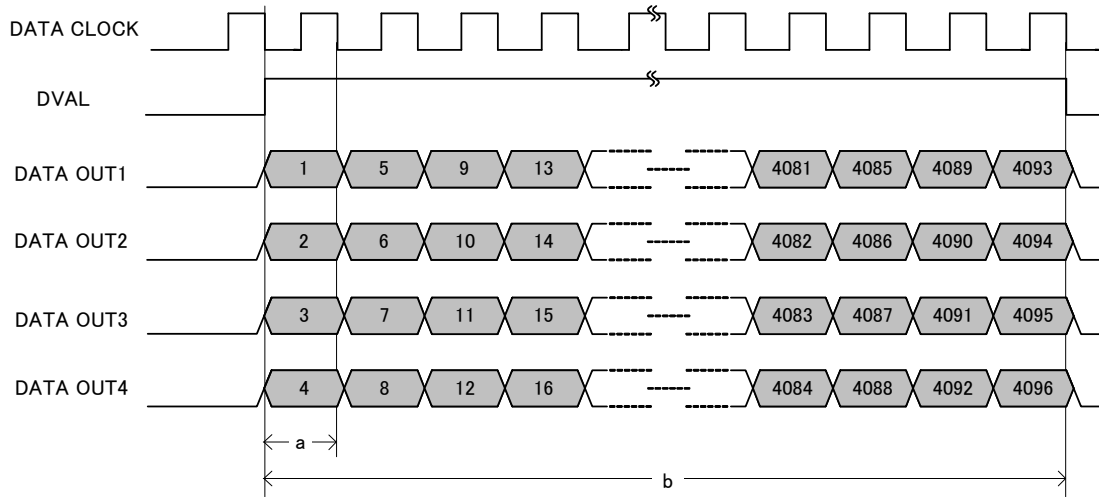 DATA CLOCK
DVAL
DATA OUT1 1 5 9 13 4081 4085 4089 4093
DATA OUT2 2 6 10 14 4082 4086 4090 4094
DATA OUT3 3 7 11 15 4083 4087 4091 4095
DATA OUT4 4 8 12 16 4084 4088 4092 4096
a
b